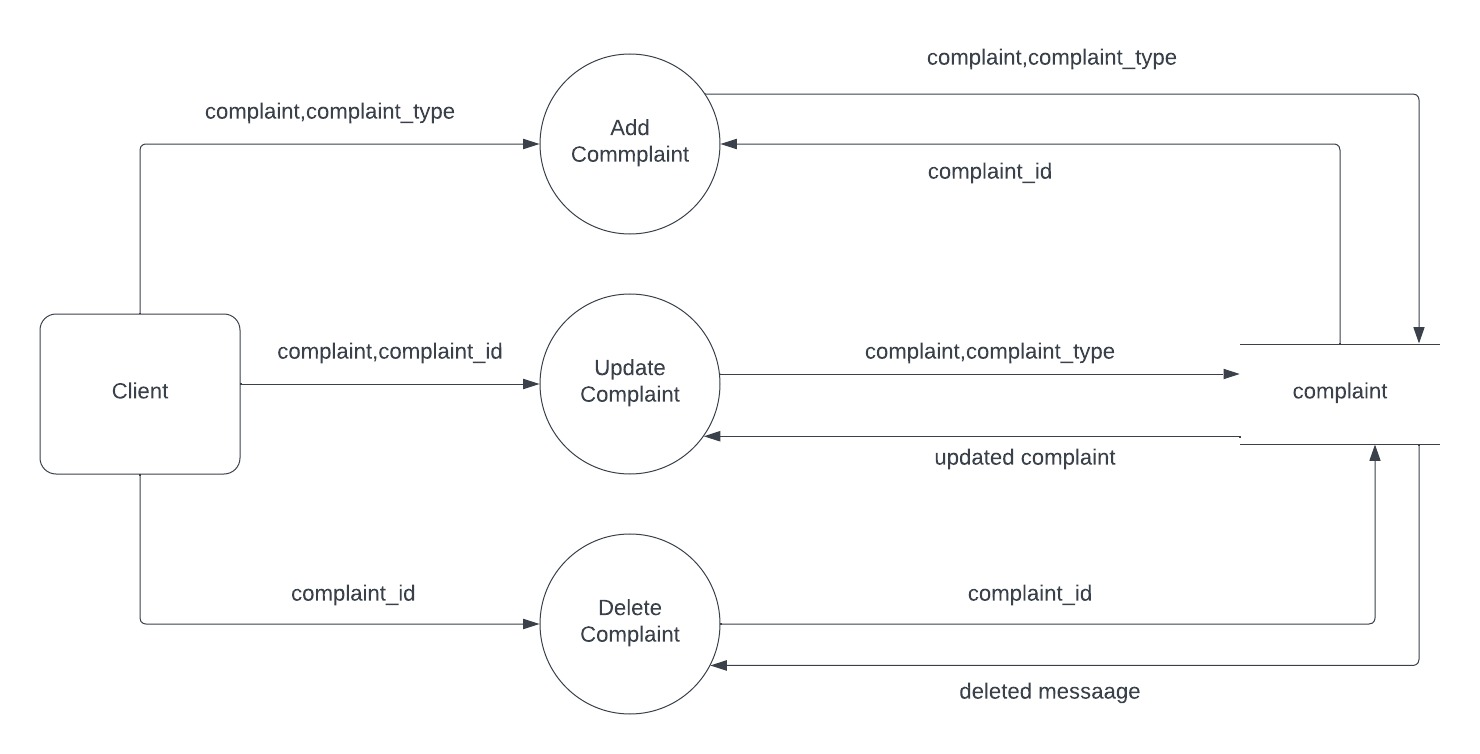 complaint,complaint_type
complaint,complaint_type
Add
Commplaint
complaint_id
complaint,complaint_id
complaint,complaint_type
Client
Update
Complaint
complaint
updated complaint
complaint_id
complaint_id
Delete
Complaint
deleted messaage